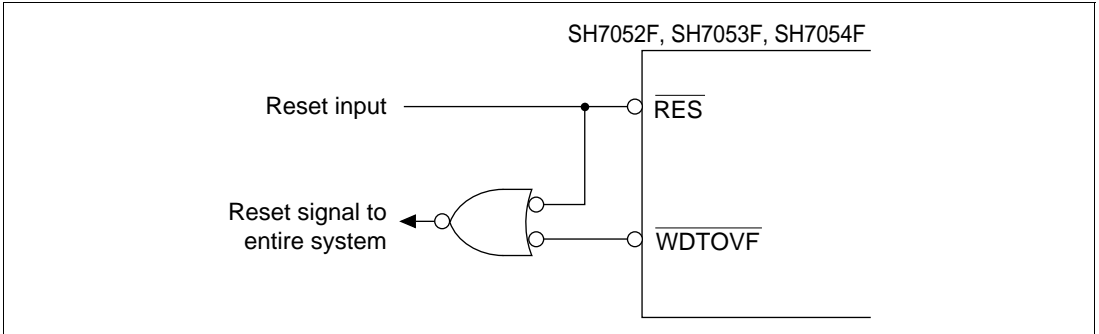 SH7052F, SH7053F, SH7054F
Reset input
RES
Reset signal to
entire system
WDTOVF